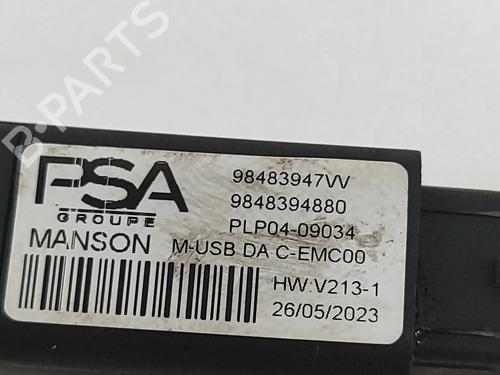 B-PARTS
PSA
GROUPE
MANSON
98483947VV
9848394880
PLP04-09034
M-USB DA C-EMC00
HW:V213-1
26/05/2023